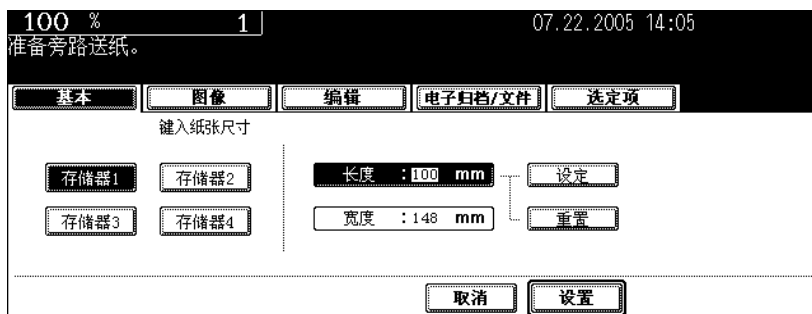 100 % 1 07.22.2005 14:05
准备旁路送纸。
基本 图像 编辑 电子归档/文件 选定项
键入纸张尺寸
存储器1 存储器2 长度 :100 mm 设定
存储器3 存储器4 宽度 :148 mm 重置
取消 设置